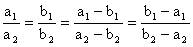 a₁/a₂ = b₁/b₂ = (a₁ − b₁)/(a₂ − b₂) = (b₁ − a₁)/(b₂ − a₂)